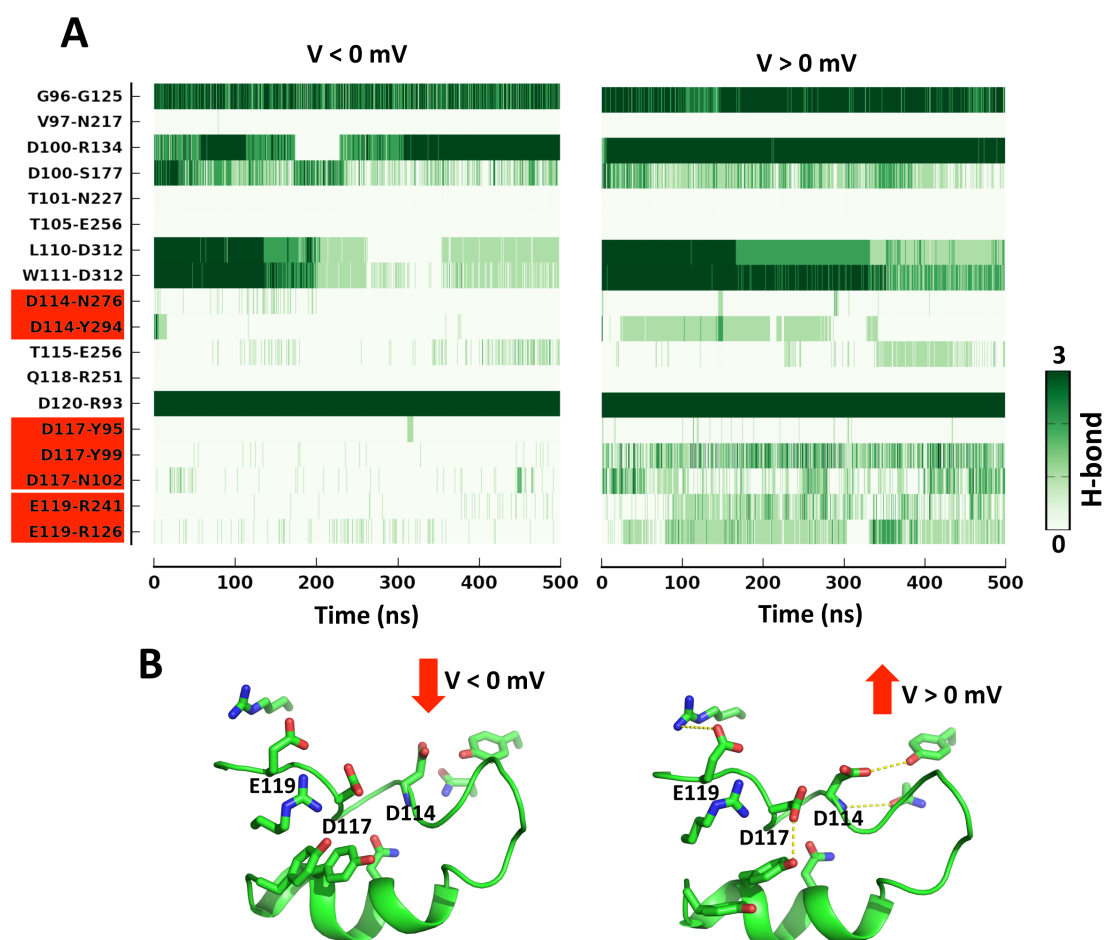 A
V < 0 mV
V > 0 mV
G96-G125
V97-N217
D100-R134
D100-S177
T101-N227
T105-E256
L110-D312
W111-D312
D114-N276
D114-Y294
T115-E256
Q118-R251
D120-R93
D117-Y95
D117-Y99
D117-N102
E119-R241
E119-R126
3
H-bond
0
0 100 200 300 400 500
0 100 200 300 400 500
Time (ns)
Time (ns)
B
V < 0 mV
V > 0 mV
E119
D117
D114
E119
D117
D114